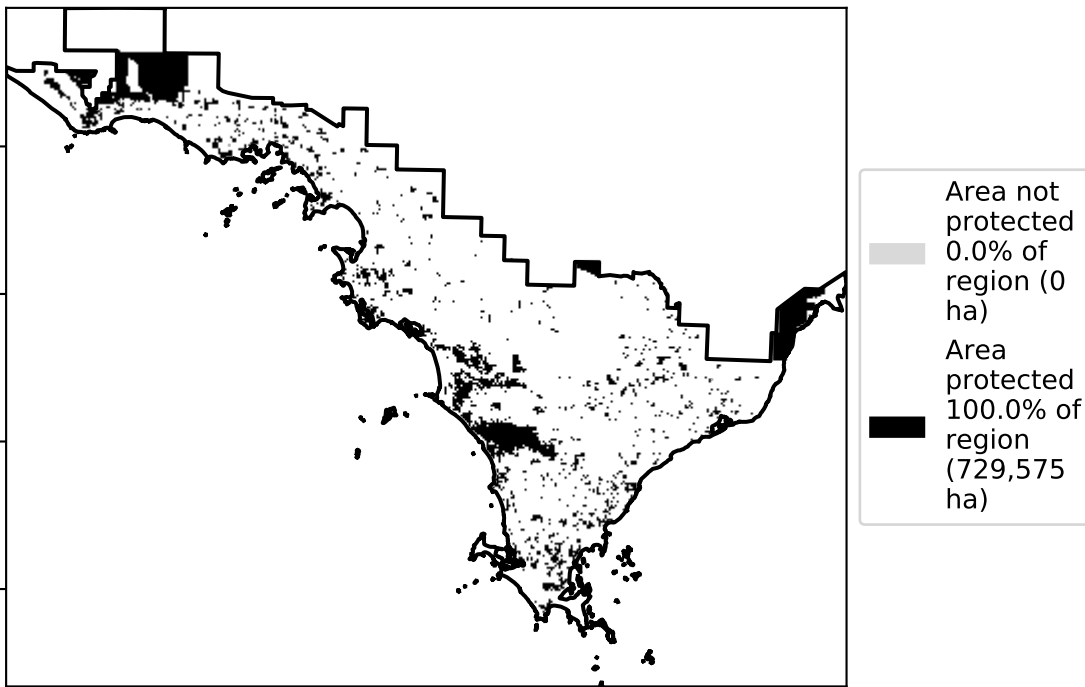 Area not
protected
0.0% of
region (0
ha)
Area
protected
100.0% of
region
(729,575
ha)